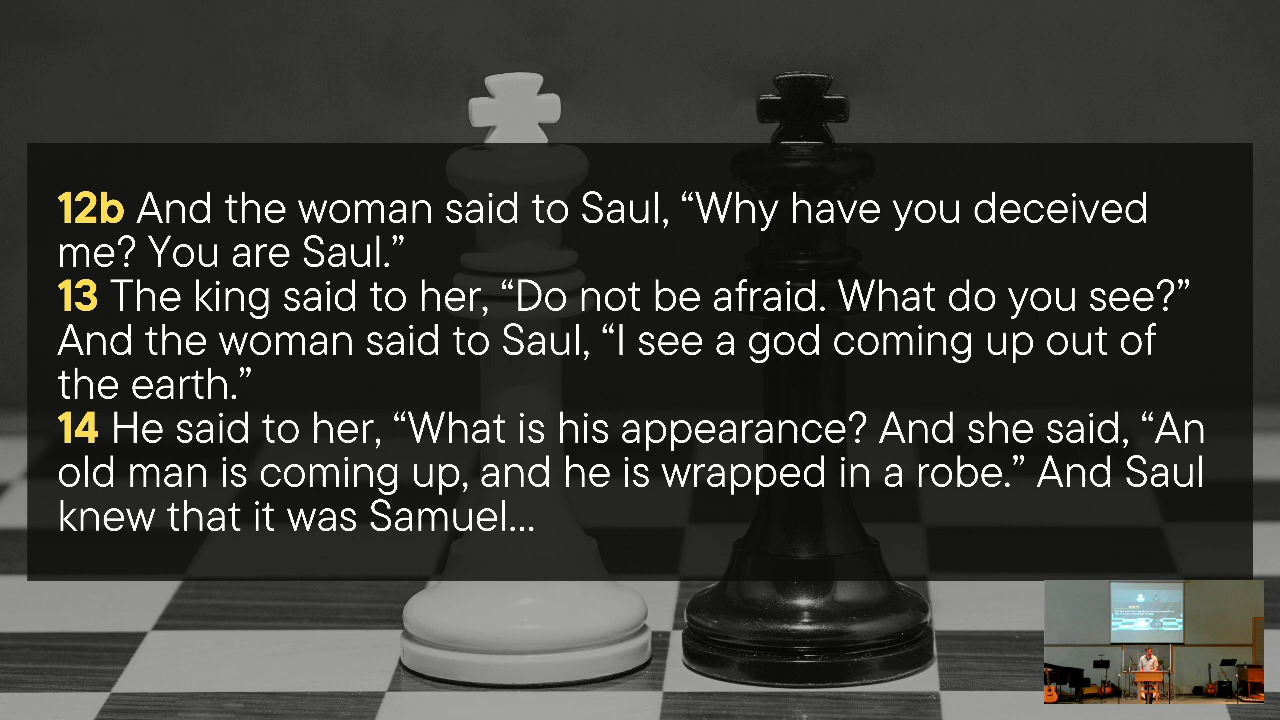 12b And the woman said to Saul, “Why have you deceived
me? You are Saul.”
13 The king said to her, “Do not be afraid. What do you see?”
And the woman said to Saul, “I see a god coming up out of
the earth.”
14 He said to her, “What is his appearance? And she said, “An
old man is coming up, and he is wrapped in a robe.” And Saul
knew that it was Samuel...